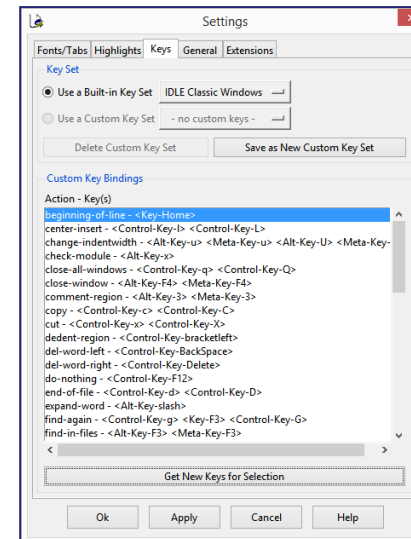 Settings
Fonts/Tabs Highlights Keys General Extensions
Key Set
Use a Built-in Key Set IDLE Classic Windows
Use a Custom Key Set - no custom keys -
Delete Custom Key Set Save as New Custom Key Set
Custom Key Bindings
Action - Key(s)
beginning-of-line - <Key-Home>
center-insert - <Control-Key-l> <Control-Key-L>
change-indentwidth - <Alt-Key-u> <Meta-Key-u> <Alt-Key-U> <Meta-Key-
check-module - <Alt-Key-x>
close-all-windows - <Control-Key-q> <Control-Key-Q>
close-window - <Alt-Key-F4> <Meta-Key-F4>
comment-region - <Alt-Key-3> <Meta-Key-3>
copy - <Control-Key-c> <Control-Key-C>
cut - <Control-Key-x> <Control-Key-X>
dedent-region - <Control-Key-bracketleft>
del-word-left - <Control-Key-BackSpace>
del-word-right - <Control-Key-Delete>
do-nothing - <Control-Key-F12>
end-of-file - <Control-Key-d> <Control-Key-D>
expand-word - <Alt-Key-slash>
find-again - <Control-Key-g> <Key-F3> <Control-Key-G>
find-in-files - <Alt-Key-F3> <Meta-Key-F3>
Get New Keys for Selection
Ok Apply Cancel Help